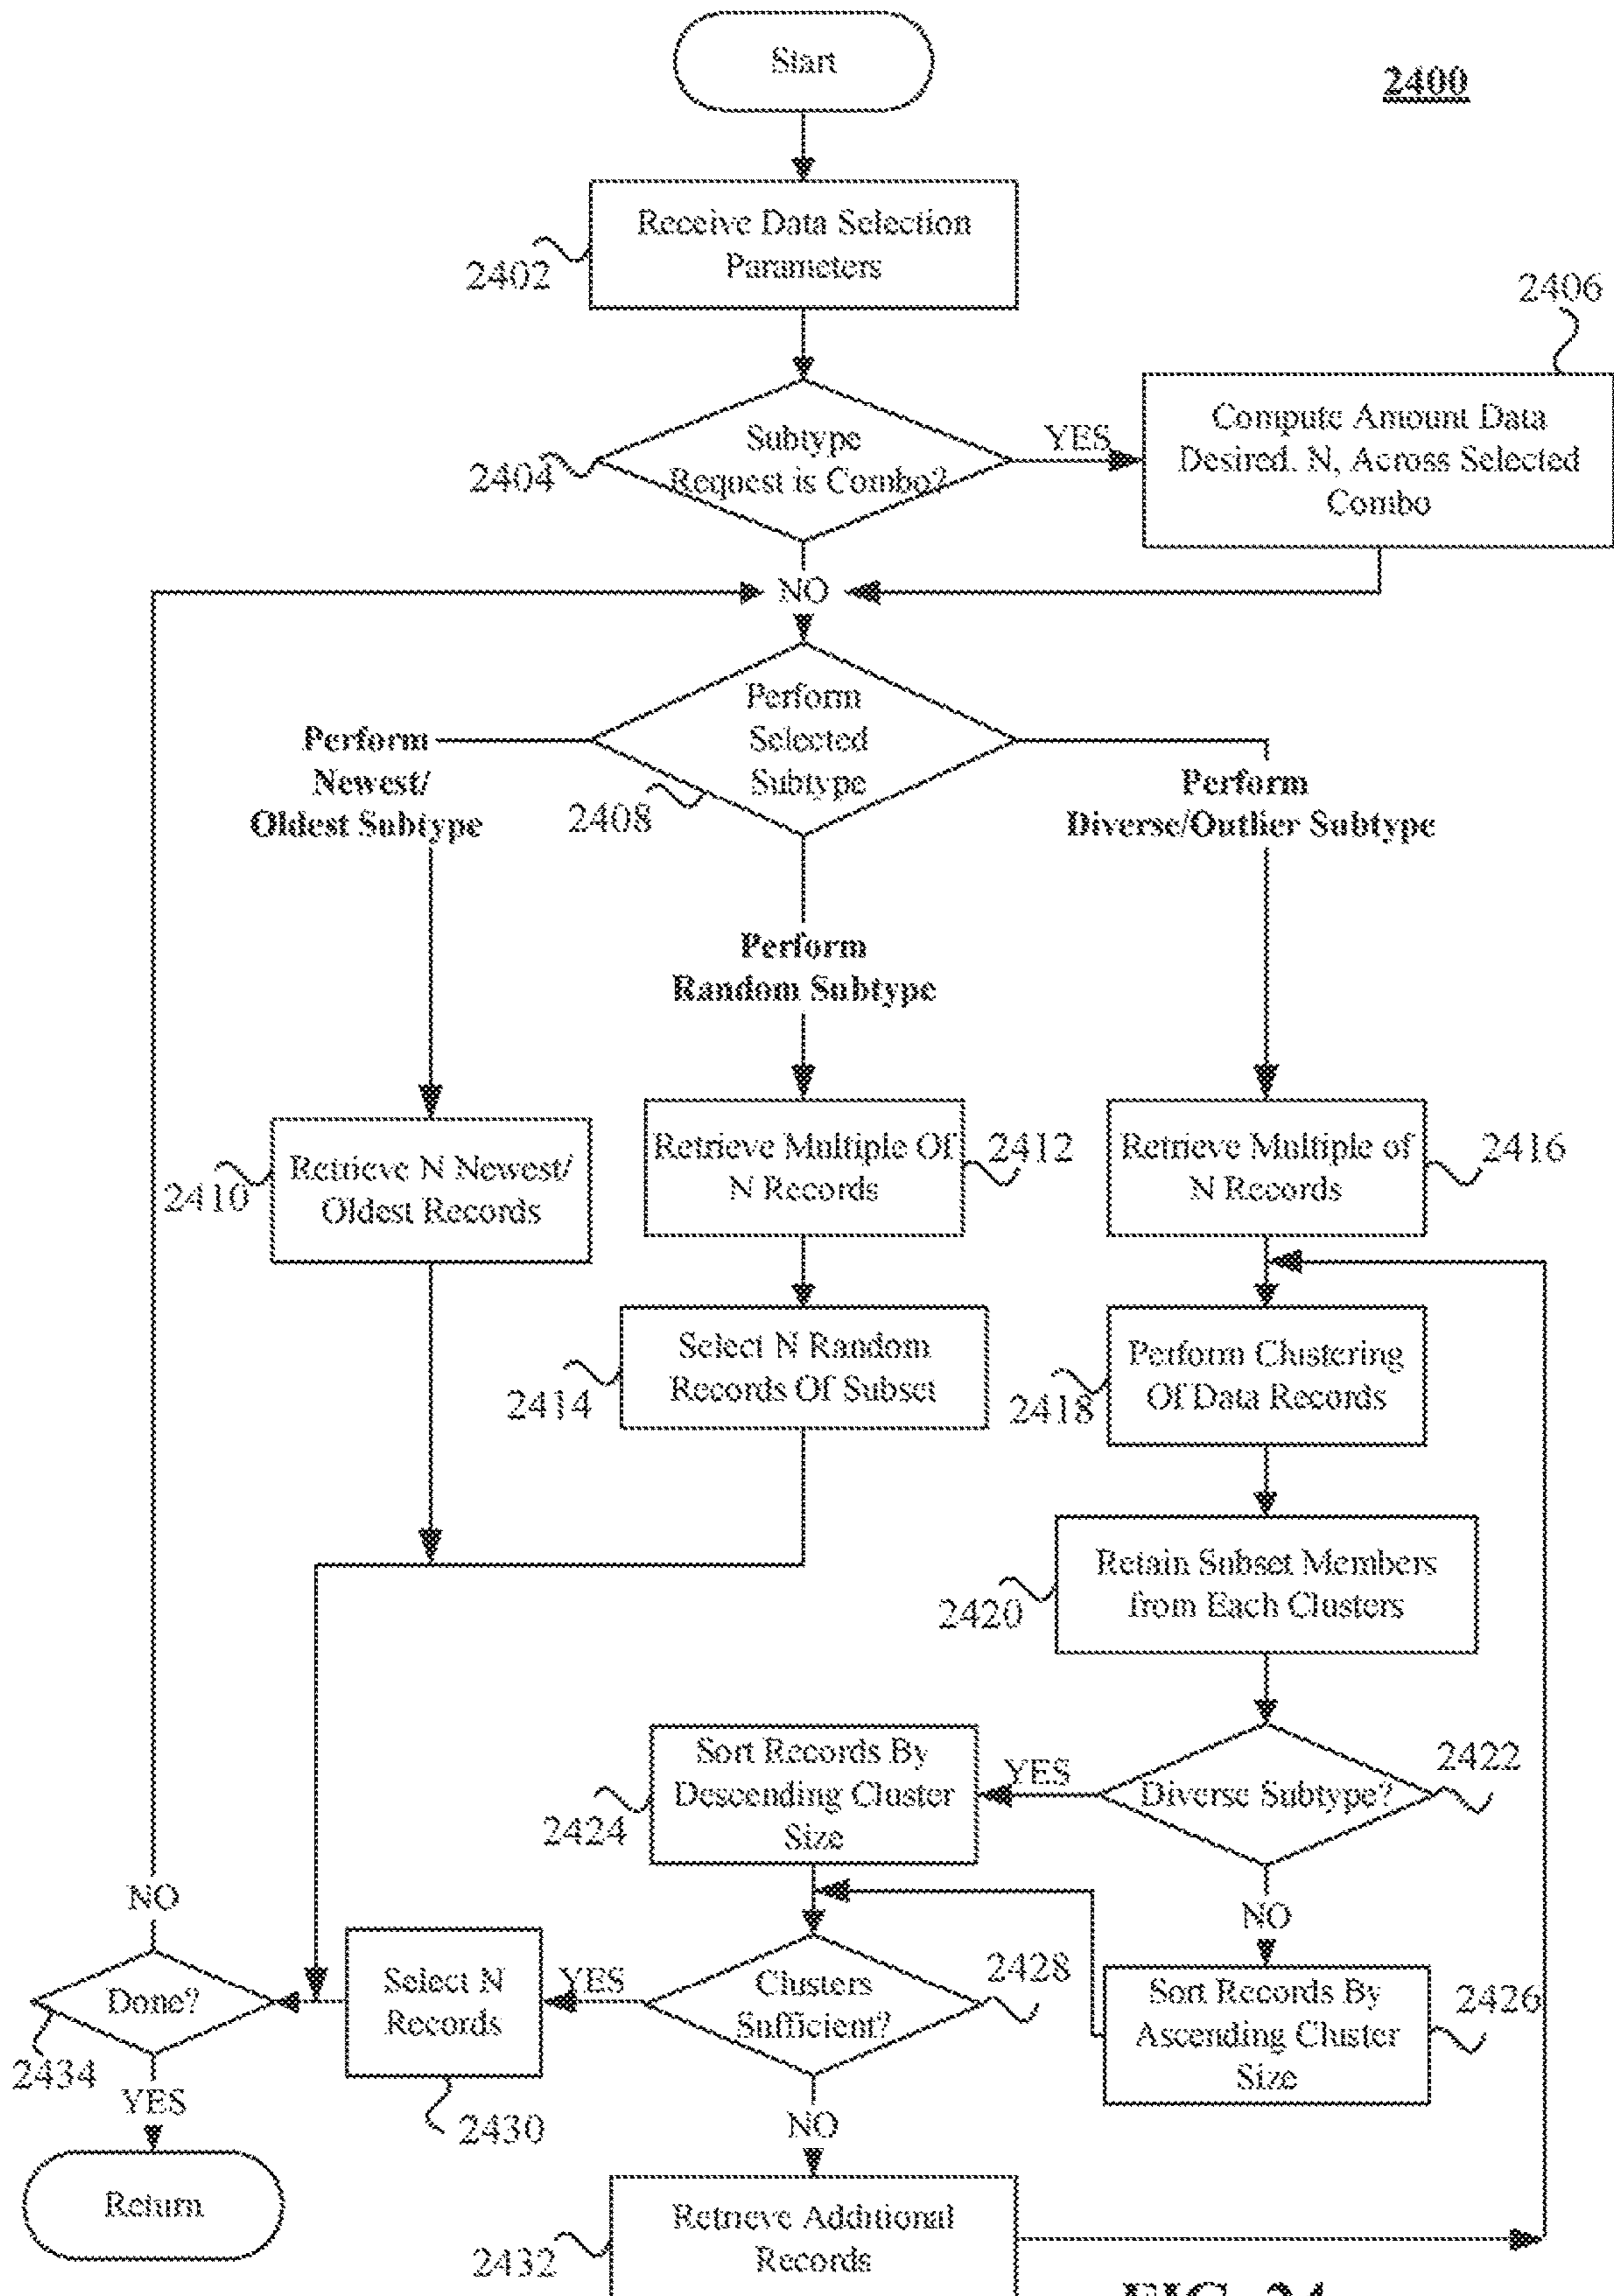 Start
2400
Receive Data Selection
Parameters
2402
2406
Subtype
Request is Combo?
2404
YES
Compute Amount Data
Desired, N, Across Selected
Combo
NO
Perform
Selected
Subtype
2408
Perform
Newest/
Oldest Subtype
Perform
Diverse/Outlier Subtype
Perform
Random Subtype
Retrieve N Newest/
Oldest Records
2410
Retrieve Multiple Of
N Records
2412
Retrieve Multiple of
N Records
2416
Select N Random
Records Of Subset
2414
Perform Clustering
Of Data Records
2418
Retain Subset Members
from Each Clusters
2420
Sort Records By
Descending Cluster
Size
2424
YES
Diverse Subtype?
2422
NO
NO
Done?
2434
Select N
Records
2430
YES
Clusters
Sufficient?
2428
Sort Records By
Ascending Cluster
Size
2426
YES
NO
Return
Retrieve Additional
Records
2432
FIG. 24